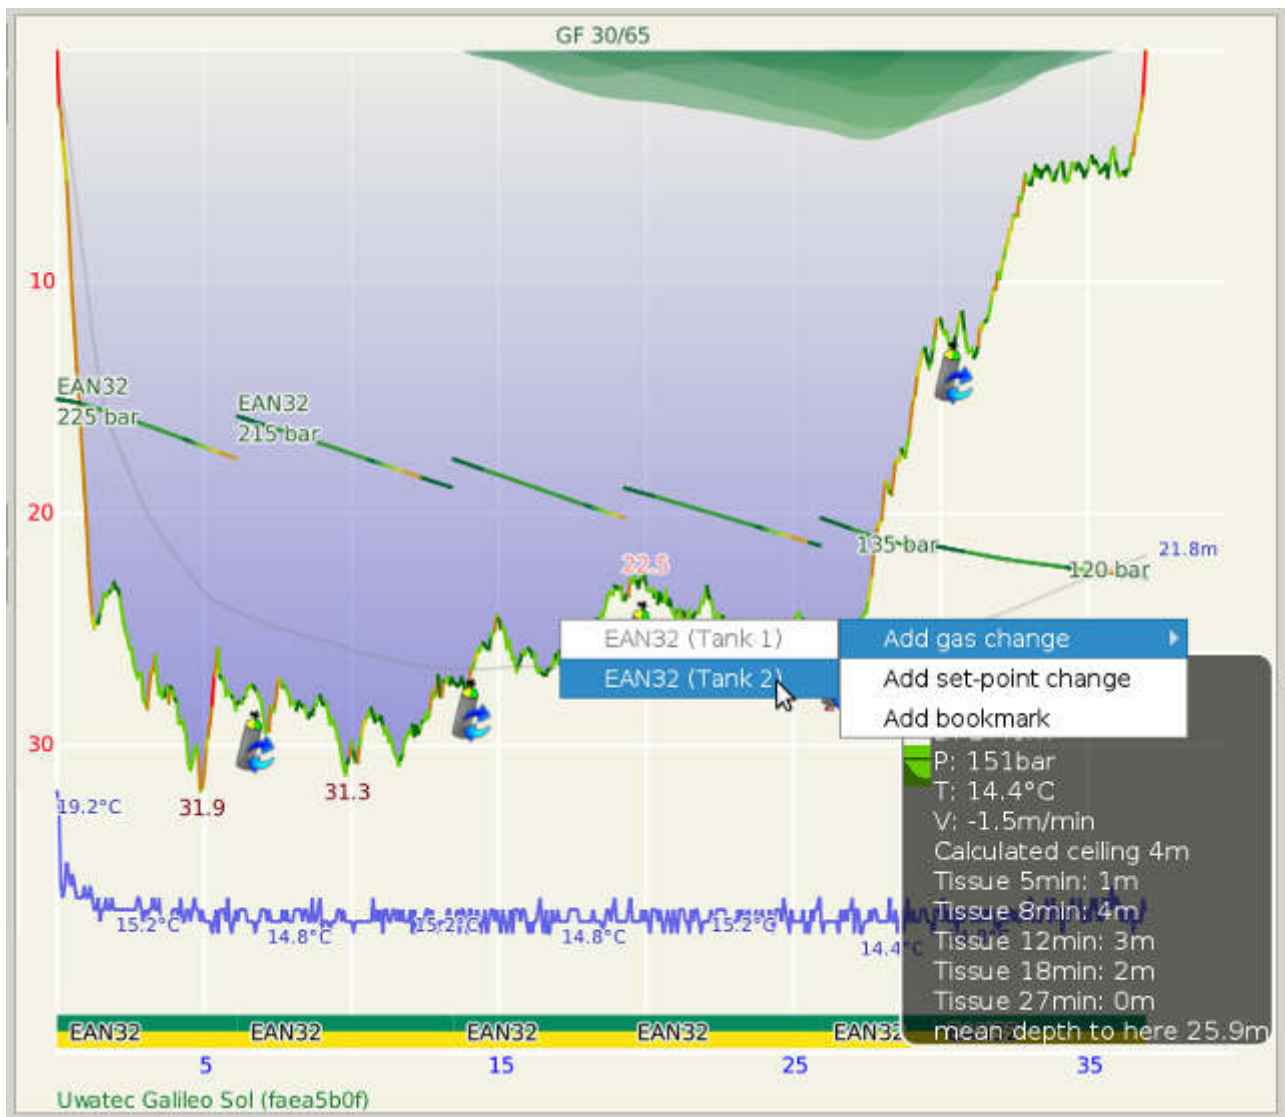 GF 30/65
10
EAN32
225 bar
EAN32
215 bar
20
135 bar
21.8m
22.5
120 bar
EAN32 (Tank 1)
Add gas change
EAN32 (Tank 2)
Add set-point change
Add bookmark
30
P: 151bar
19.2°C
31.9
31.3
T: 14.4°C
V: -1.5m/min
Calculated ceiling 4m
Tissue 5min: 1m
15.2°C
14.8°C
15.2°C
14.8°C
15.2°C
14.4°C
Tissue 8min: 4m
Tissue 12min: 3m
Tissue 18min: 2m
Tissue 27min: 0m
mean depth to here 25.9m
EAN32
EAN32
EAN32
EAN32
EAN32
5
15
25
35
Uwatec Galileo Sol (faea5b0f)